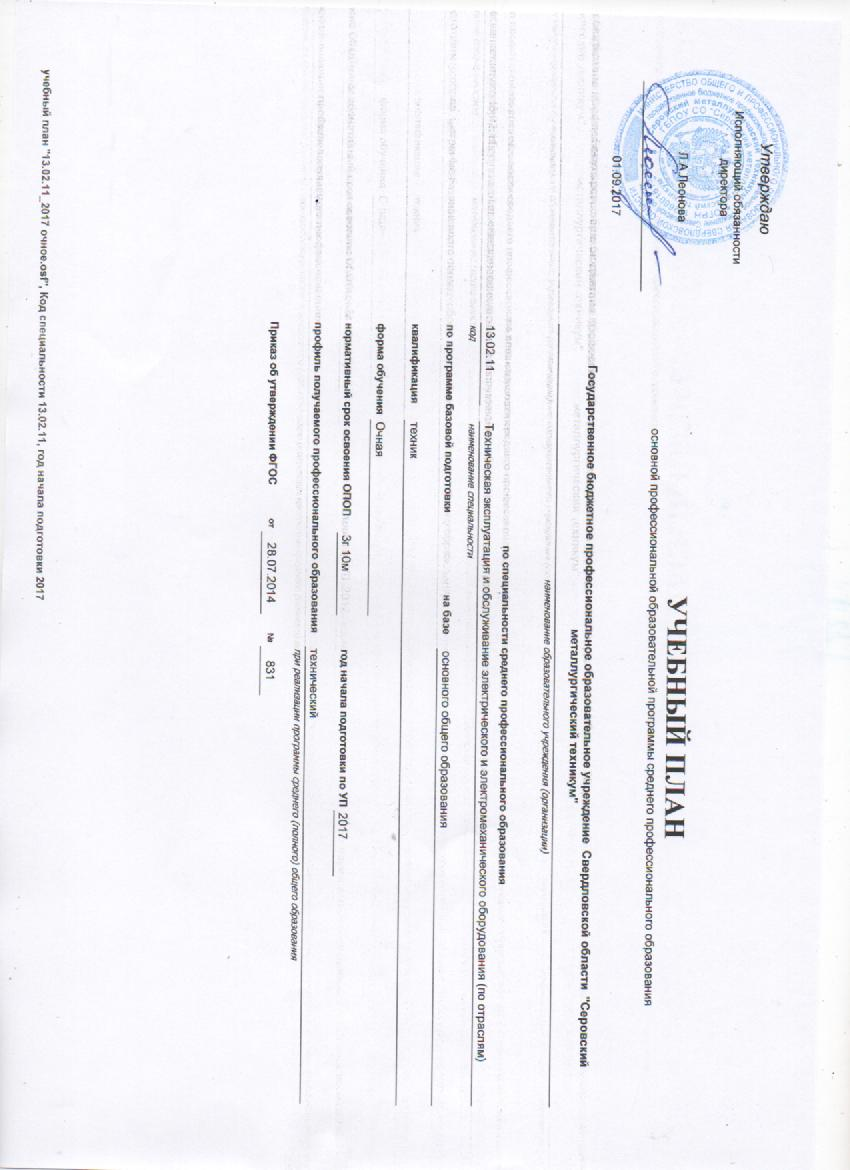 Утверждаю
Исполняющий обязанности
директора
Л.А.Леонова
01.09.2017
УЧЕБНЫЙ ПЛАН
основной профессиональной образовательной программы среднего профессионального образования
Государственное бюджетное профессиональное образовательное учреждение Свердловской области "Серовский
металлургический техникум"
наименование образовательного учреждения (организации)
по специальности среднего профессионального образования
13.02.11 Техническая эксплуатация и обслуживание электрического и электромеханического оборудования (по отраслям)
код наименование специальности
по программе базовой подготовки на базе основного общего образования
квалификация техник
форма обучения Очная
нормативный срок освоения ОПОП 3г 10м год начала подготовки по УП 2017
профиль получаемого профессионального образования технический
при реализации программы среднего (полного) общего образования
Приказ об утверждении ФГОС от 28.07.2014 № 831
учебный план "13.02.11_2017 очное.osf", Код специальности 13.02.11, год начала подготовки 2017